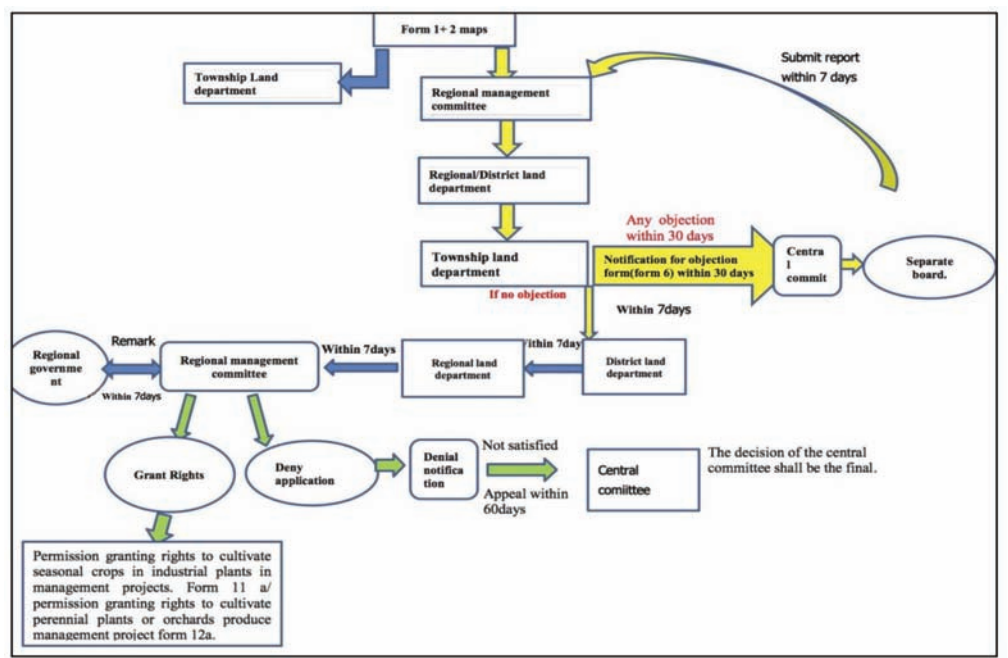 Form 1+ 2 maps
Submit report
within 7 days
Township Land
department
Regional management
committee
Regional/District land
department
Any objection
within 30 days
Township land
department
Notification for objection
form(form 6) within 30 days
Centra
l
commit
Separate
board.
If no objection
Within 7days
Regional
governme
nt
Remark
Within 7days
Regional management
committee
Within 7days
Regional land
department
Within 7day
District land
department
Grant Rights
Deny
application
Denial
notifica
tion
Not satisfied
Appeal within
60days
Central
comiittee
The decision of the central
committee shall be the final.
Permission granting rights to cultivate
seasonal crops in industrial plants in
management projects. Form 11 a/
permission granting rights to cultivate
perennial plants or orchards produce
management project form 12a.